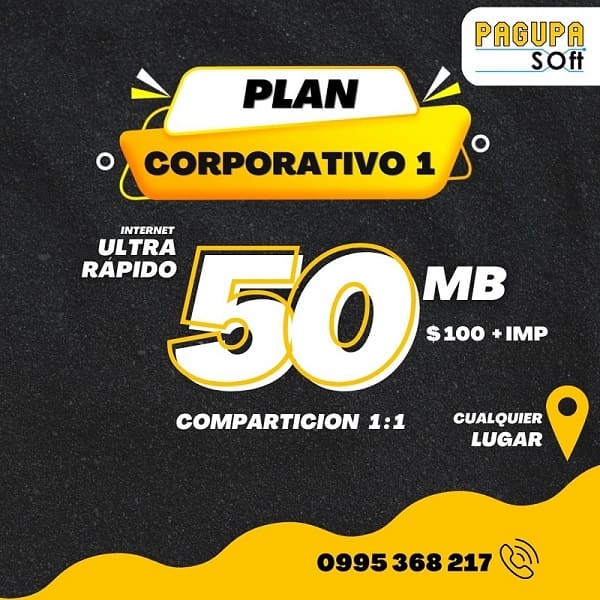 PAGUPA
SOft
PLAN
CORPORATIVO 1
INTERNET
ULTRA
RÁPIDO
50
MB
$100 +IMP
COMPARTICION 1:1
CUALQUIER
LUGAR
0995 368 217